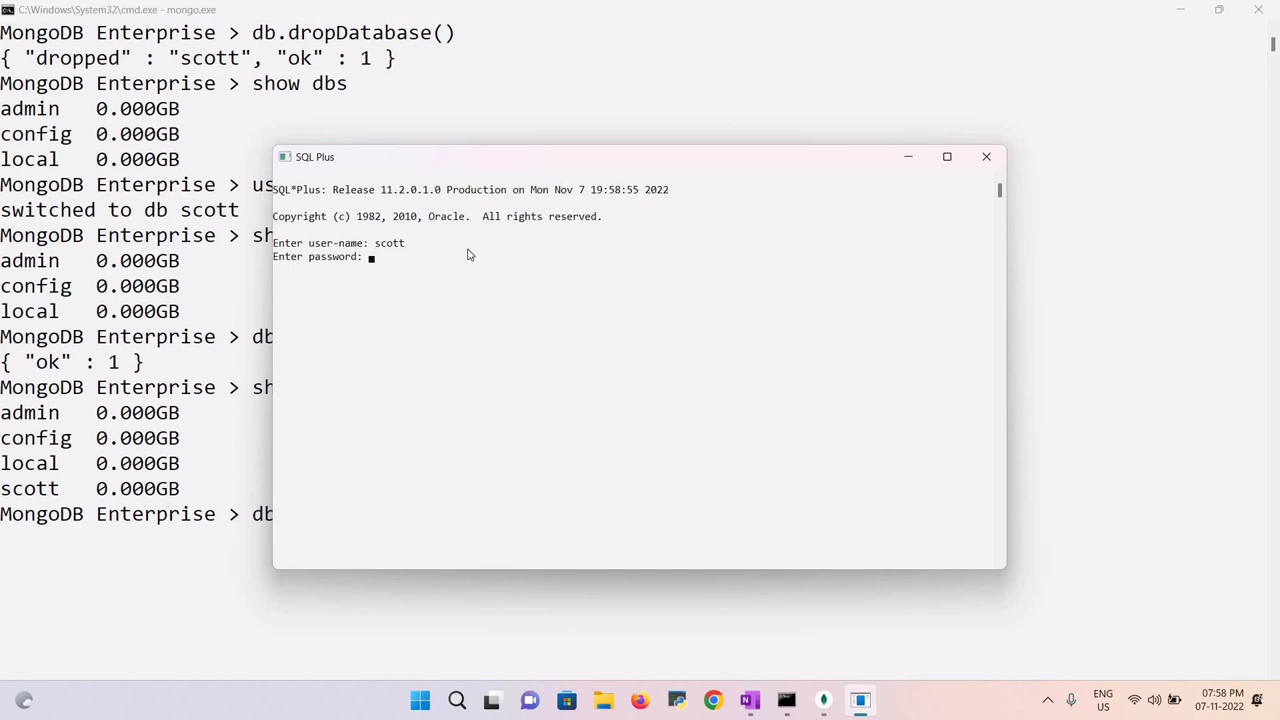 C:\Windows\System32\cmd.exe - mongo.exe
MongoDB Enterprise > db.dropDatabase()
{ "dropped" : "scott", "ok" : 1 }
MongoDB Enterprise > show dbs
admin   0.000GB
config  0.000GB
local   0.000GB
MongoDB Enterprise > us
switched to db scott
MongoDB Enterprise > sh
admin   0.000GB
config  0.000GB
local   0.000GB
MongoDB Enterprise > db
{ "ok" : 1 }
MongoDB Enterprise > sh
admin   0.000GB
config  0.000GB
local   0.000GB
scott   0.000GB
MongoDB Enterprise > db
SQL Plus
SQL*Plus: Release 11.2.0.1.0 Production on Mon Nov 7 19:58:55 2022
Copyright (c) 1982, 2010, Oracle.  All rights reserved.
Enter user-name: scott
Enter password:
ENG
US
07:58 PM
07-11-2022